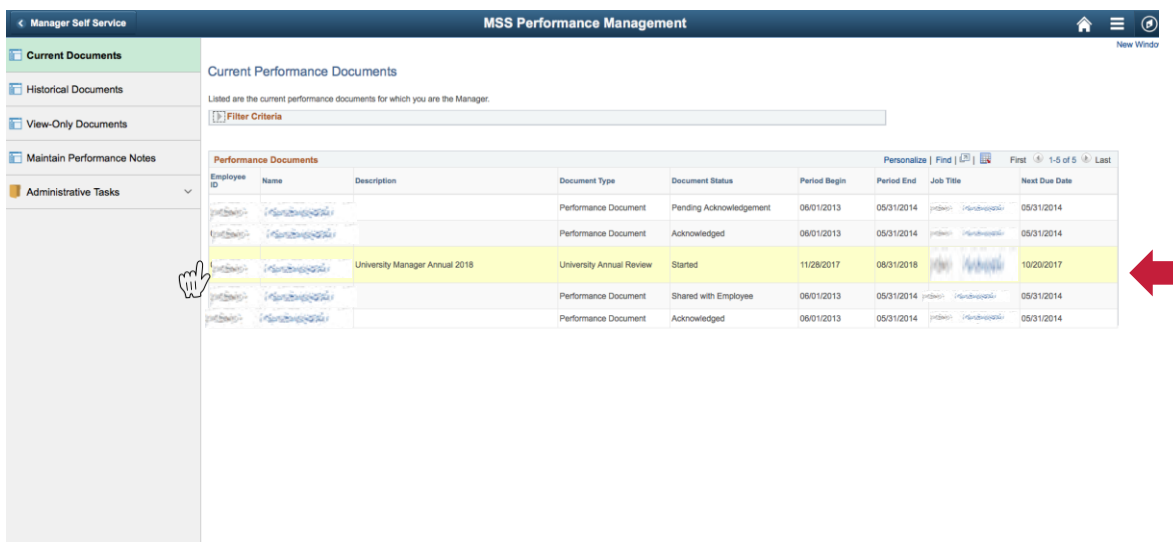 Manager Self Service
MSS Performance Management
New Windo
Current Documents
Historical Documents
View-Only Documents
Maintain Performance Notes
Administrative Tasks
Current Performance Documents
Listed are the current performance documents for which you are the Manager.
Filter Criteria
Performance Documents Personalize | Find | | First 1-5 of 5 Last
Employee ID Name Description Document Type Document Status Period Begin Period End Job Title Next Due Date
Performance Document Pending Acknowledgement 06/01/2013 05/31/2014 05/31/2014
Performance Document Acknowledged 06/01/2013 05/31/2014 05/31/2014
University Manager Annual 2018 University Annual Review Started 11/28/2017 08/31/2018 10/20/2017
Performance Document Shared with Employee 06/01/2013 05/31/2014 05/31/2014
Performance Document Acknowledged 06/01/2013 05/31/2014 05/31/2014